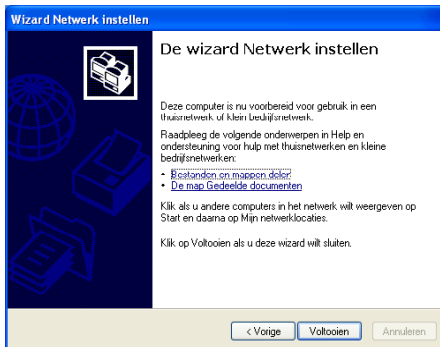 Wizard Netwerk instellen
De wizard Netwerk instellen
Deze computer is nu voorbereid voor gebruik in een
thuisnetwerk of klein bedrijfsnetwerk.
Raadpleeg de volgende onderwerpen in Help en
ondersteuning voor hulp met thuisnetwerken en kleine
bedrijfsnetwerken:
• Bestanden en mappen delen
• De map Gedeelde documenten
Klik als u andere computers in het netwerk wilt weergeven op
Start en daarna op Mijn netwerklocaties.
Klik op Voltooien als u deze wizard wilt sluiten.
< Vorige
Voltooien
Annuleren